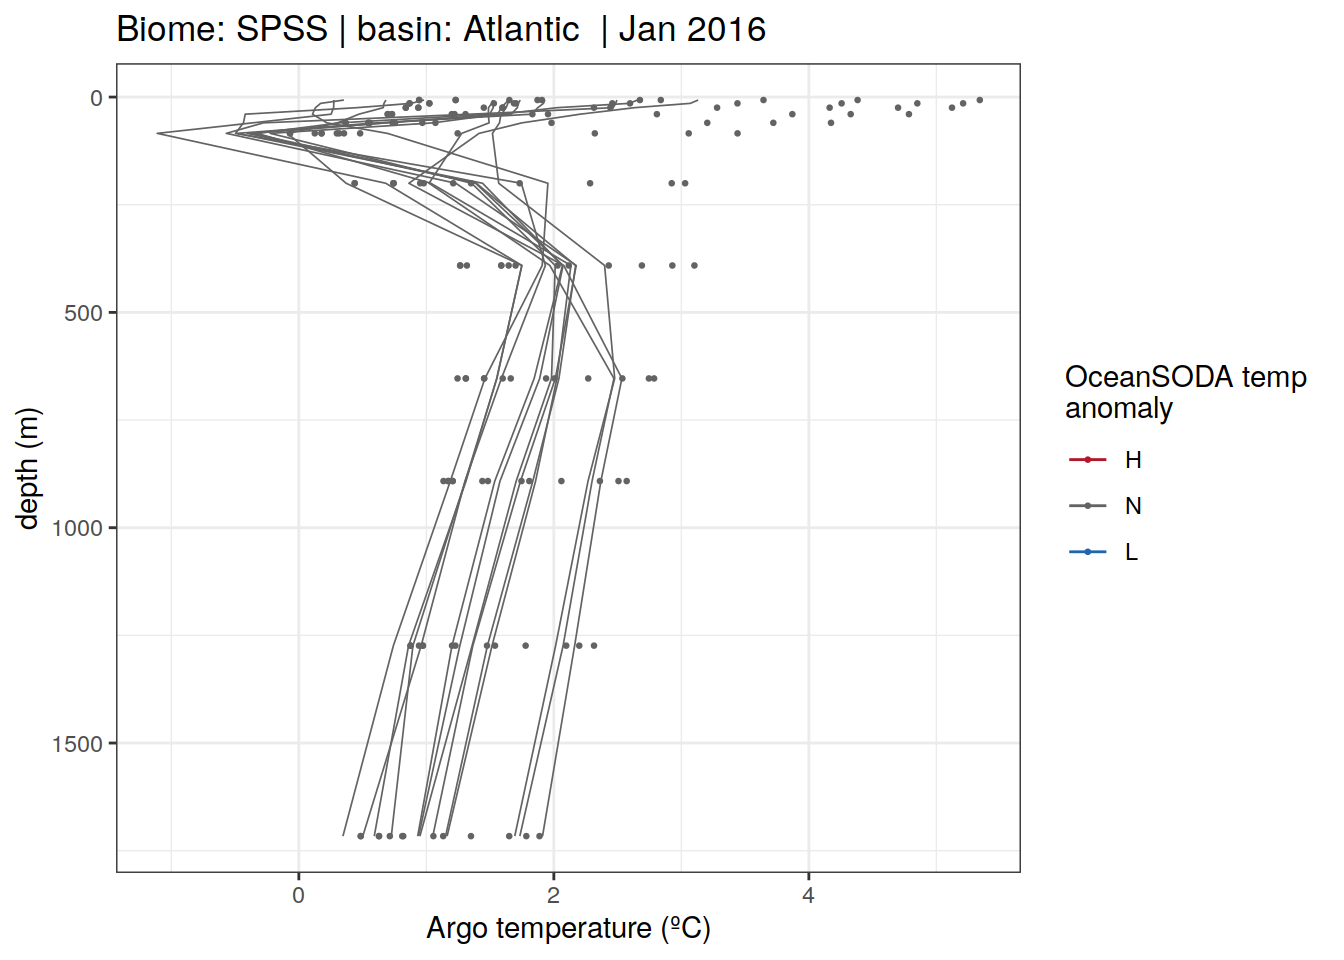 Biome: SPSS | basin: Atlantic  | Jan 2016
0
500
1000
1500
depth (m)
0
2
4
Argo temperature (ºC)
OceanSODA temp
anomaly
H
N
L